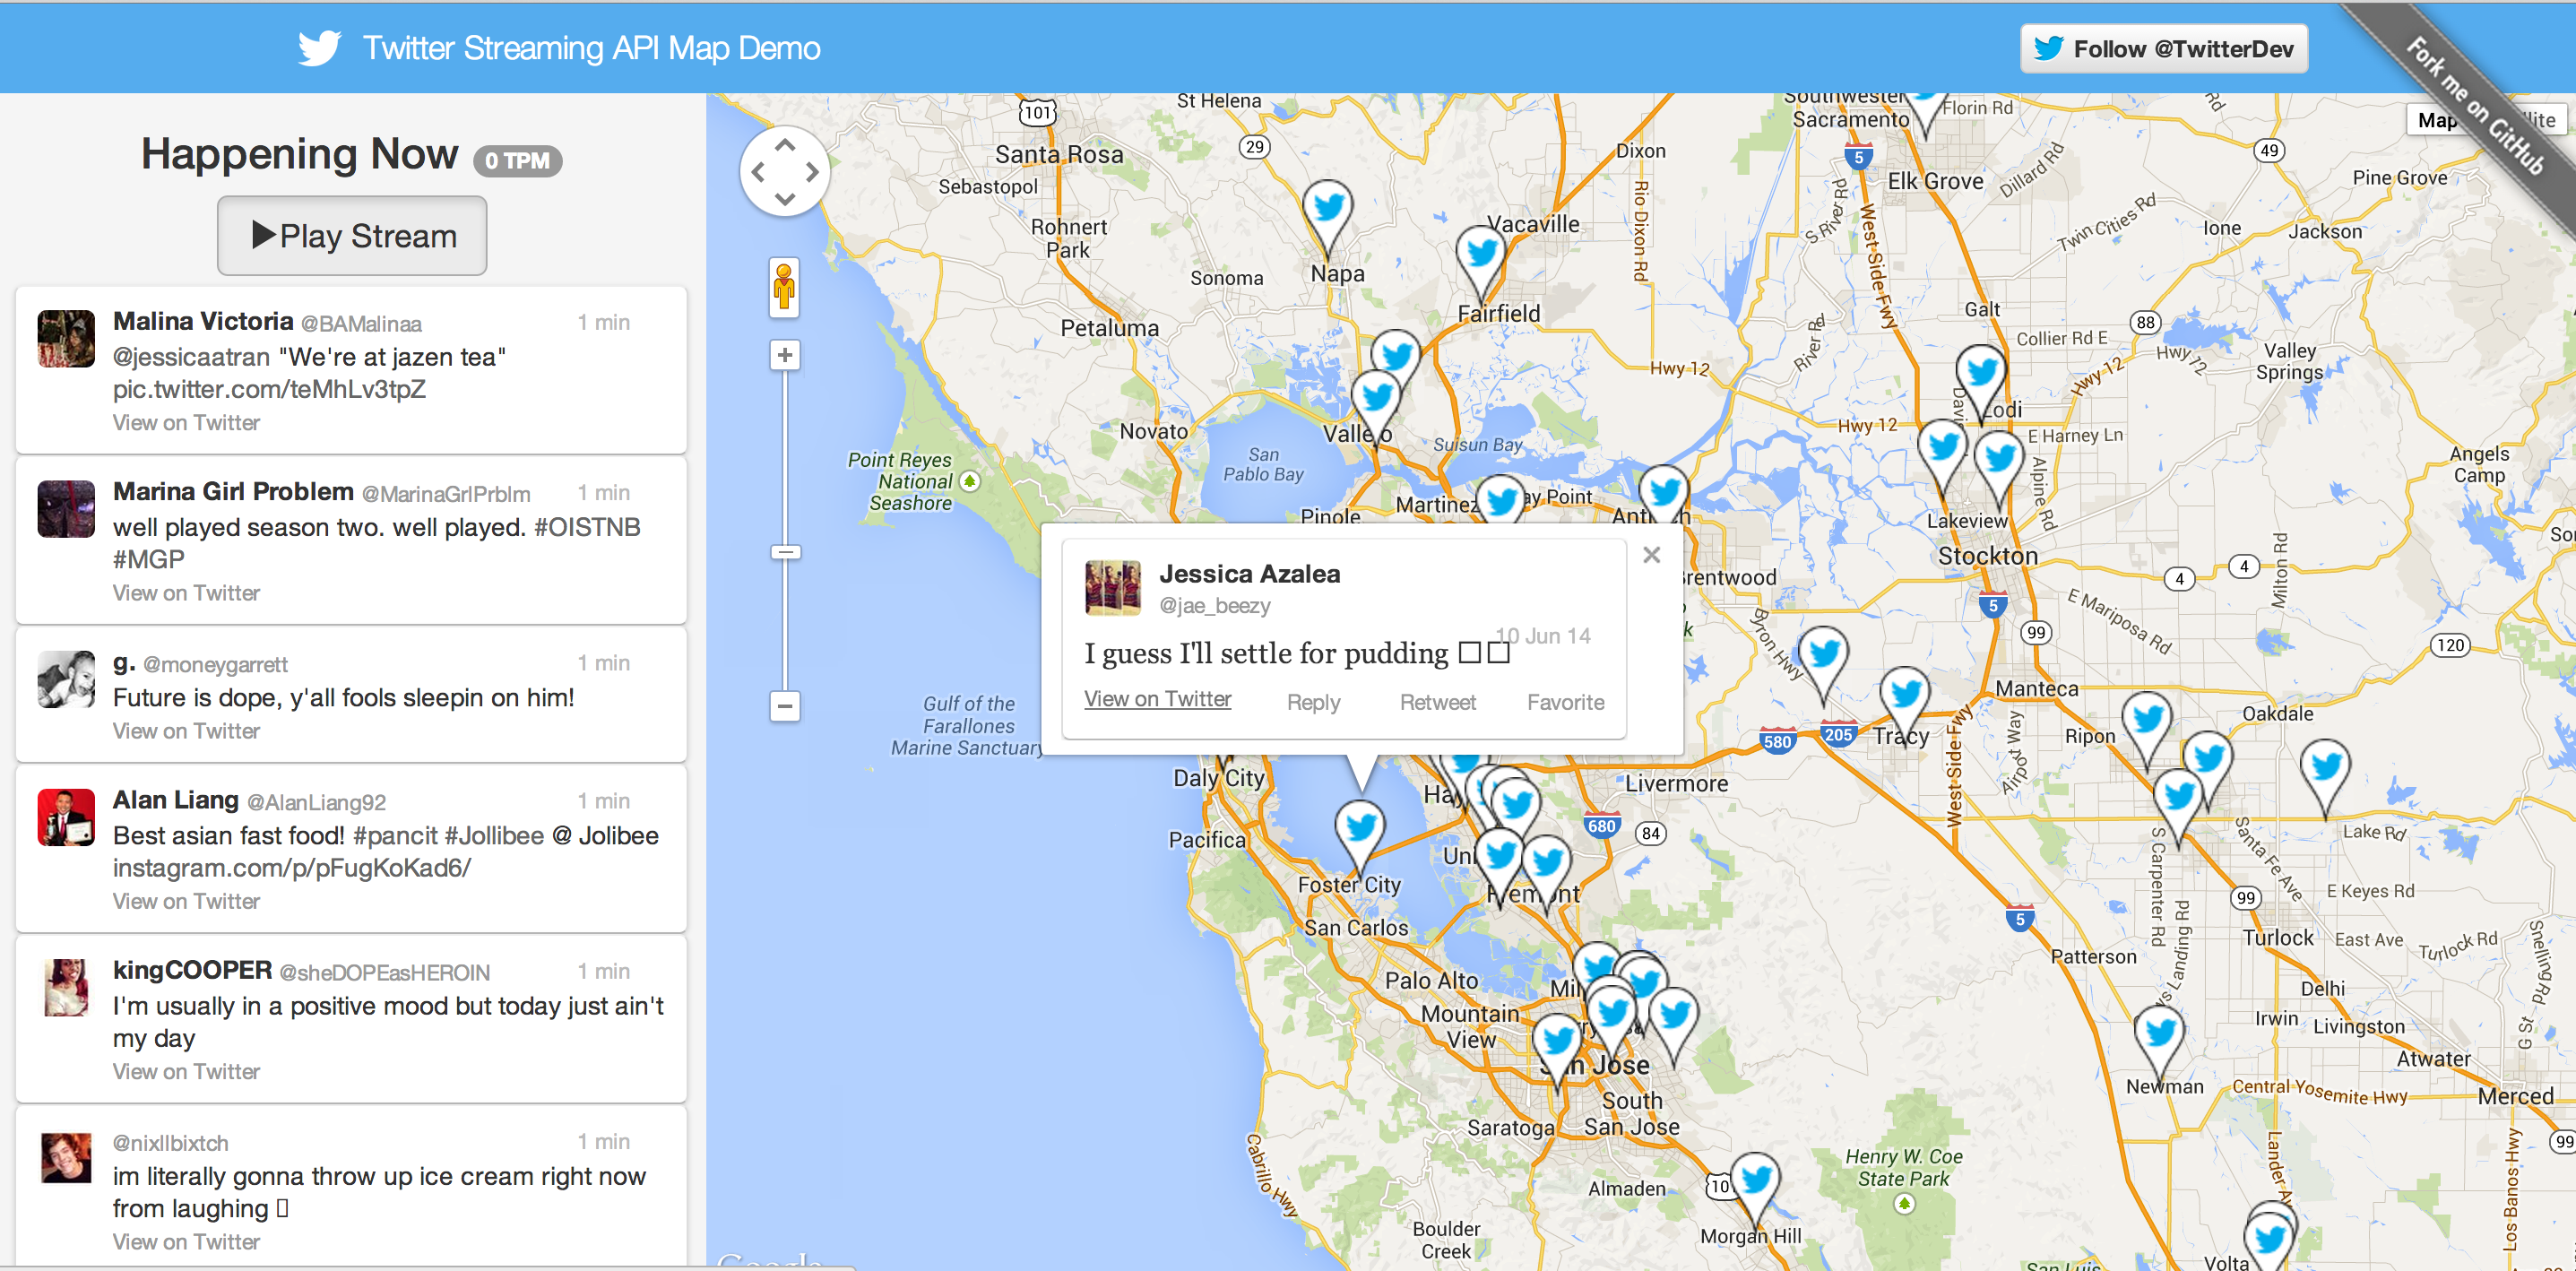 Twitter Streaming API Map Demo
Follow @TwitterDev
Fork me on GitHub
Happening Now 0 TPM
Play Stream
Malina Victoria @BAMalinaa 1 min
@jessicaatran "We're at jazen tea"
pic.twitter.com/teMhLv3tpZ
View on Twitter
Marina Girl Problem @MarinaGrlPrblm 1 min
well played season two. well played. #OISTNB
#MGP
View on Twitter
g. @moneygarrett 1 min
Future is dope, y'all fools sleepin on him!
View on Twitter
Alan Liang @AlanLiang92 1 min
Best asian fast food! #pancit #Jollibee @ Jolibee
instagram.com/p/pFugKoKad6/
View on Twitter
kingCOOPER @sheDOPEasHEROIN 1 min
I'm usually in a positive mood but today just ain't
my day
View on Twitter
@nixllbixtch 1 min
im literally gonna throw up ice cream right now
from laughing
View on Twitter
Jessica Azalea
@jae_beezy
10 Jun 14
I guess I'll settle for pudding
View on Twitter Reply Retweet Favorite
Map
St Helena
101
Santa Rosa
29
Sebastopol
Rohnert
Park
Sonoma
Napa
Petaluma
Vacaville
Fairfield
Dixon
Rio Dixon Rd
Southwester
Sacramento
Florin Rd
5
Elk Grove
Dillard Rd
49
Pine Grove
Twin Cities Rd
Ione
Jackson
S River Rd
West Side Fwy
Galt
88
Collier Rd E
River Rd
Hwy 12
Hwy 12
Hwy 12
Hwy 72
Valley
Springs
Novato
San
Pablo Bay
Vallejo
Suisun Bay
Lodi
E Harney Ln
Alpine Rd
Angels
Camp
Point Reyes
National
Seashore
Pinole
Martinez
ay Point
Antioch
Lakeview
Stockton
Brentwood
5
4
4
Milton Rd
E Mariposa Rd
99
120
Byron Hwy
Gulf of the
Farallones
Marine Sanctuary
Manteca
Oakdale
580
205
Tracy
Ripon
West-Side Fwy
Airport Way
Daly City
Pacifica
Livermore
680
84
Lake Rd
Foster City
Fremont
San Carlos
S Carpenter Rd
Santa Fe Ave
E Keyes Rd
99
5
Turlock
East Ave
Turlock Rd
Snelling Rd
Patterson
Palo Alto
Mountain
View
Delhi
Irwin
Livingston
G St
San Jose
Atwater
Newman
Central Yosemite Hwy
Merced
South
San Jose
Saratoga
Cabrillo Hwy
Henry W. Coe
State Park
99
Los Banos Hwy
Almaden
Morgan Hill
Boulder
Creek
Volta
Google